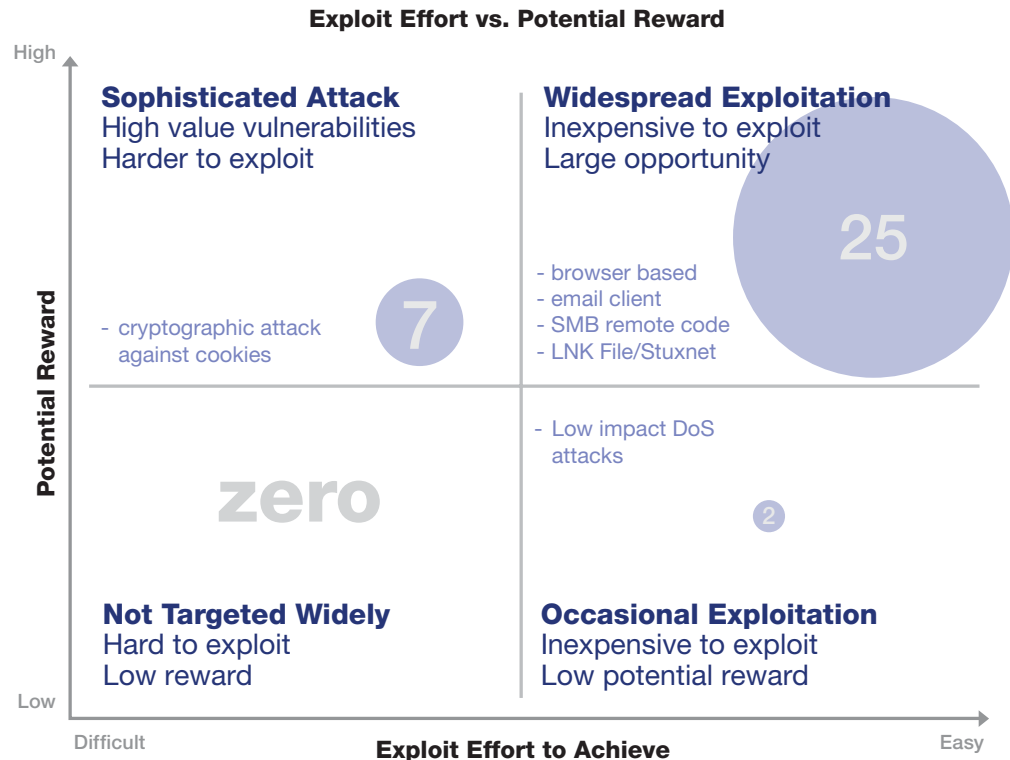 Exploit Effort vs. Potential Reward
High
Sophisticated Attack
High value vulnerabilities
Harder to exploit
Widespread Exploitation
Inexpensive to exploit
Large opportunity
25
7
- cryptographic attack
against cookies
- browser based
- email client
- SMB remote code
- LNK File/Stuxnet
Potential Reward
- Low impact DoS
attacks
zero
2
Not Targeted Widely
Hard to exploit
Low reward
Occasional Exploitation
Inexpensive to exploit
Low potential reward
Low
Difficult
Exploit Effort to Achieve
Easy